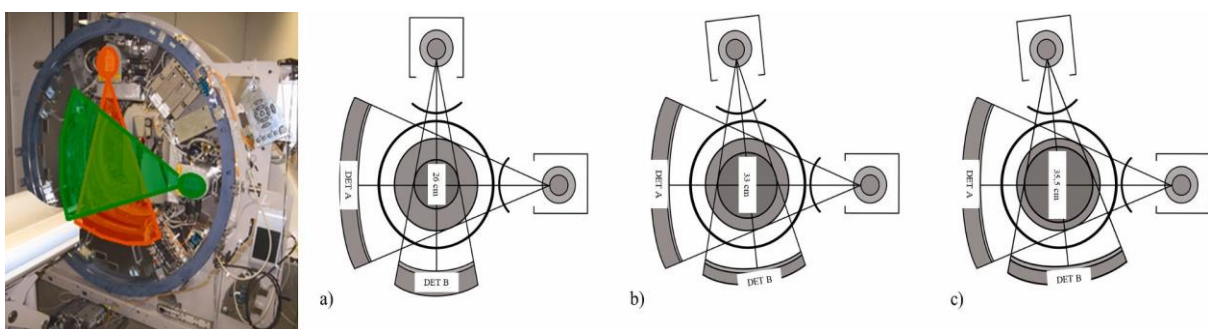 DET A
26 cm
DET B
a)
DET A
33 cm
DET B
b)
DET A
35,5 cm
DET B
c)